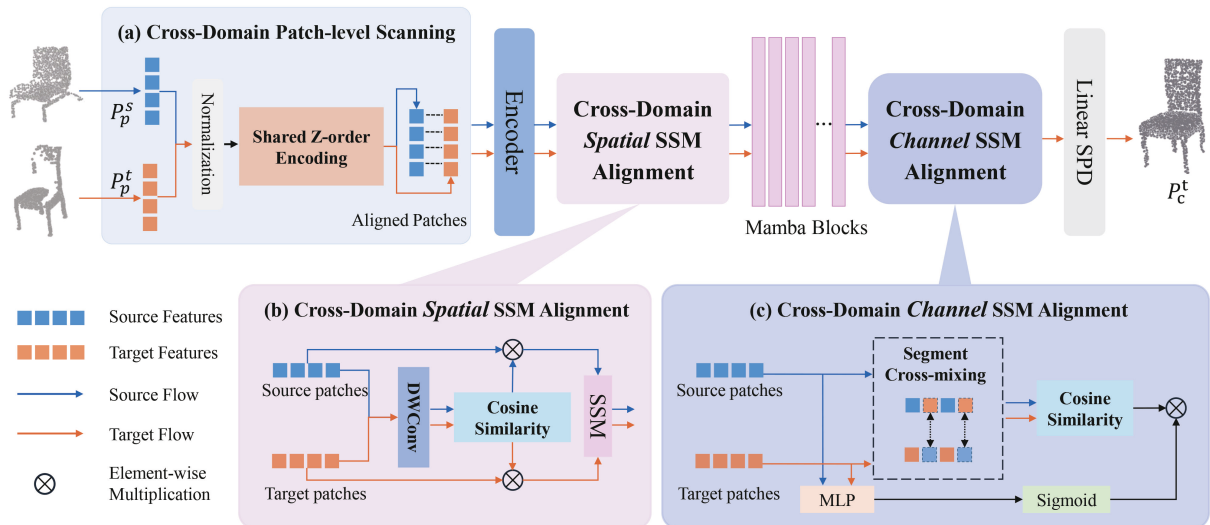 (a) Cross-Domain Patch-level Scanning
P_p^s
P_p^t
Normalization
Shared Z-order
Encoding
Aligned Patches
Encoder
Cross-Domain
Spatial SSM
Alignment
...
Mamba Blocks
Cross-Domain
Channel SSM
Alignment
Linear SPD
P_c^t
Source Features
Target Features
Source Flow
Target Flow
Element-wise
Multiplication
(b) Cross-Domain Spatial SSM Alignment
Source patches
Target patches
DWConv
Cosine
Similarity
SSM
(c) Cross-Domain Channel SSM Alignment
Source patches
Target patches
Segment
Cross-mixing
Cosine
Similarity
MLP
Sigmoid